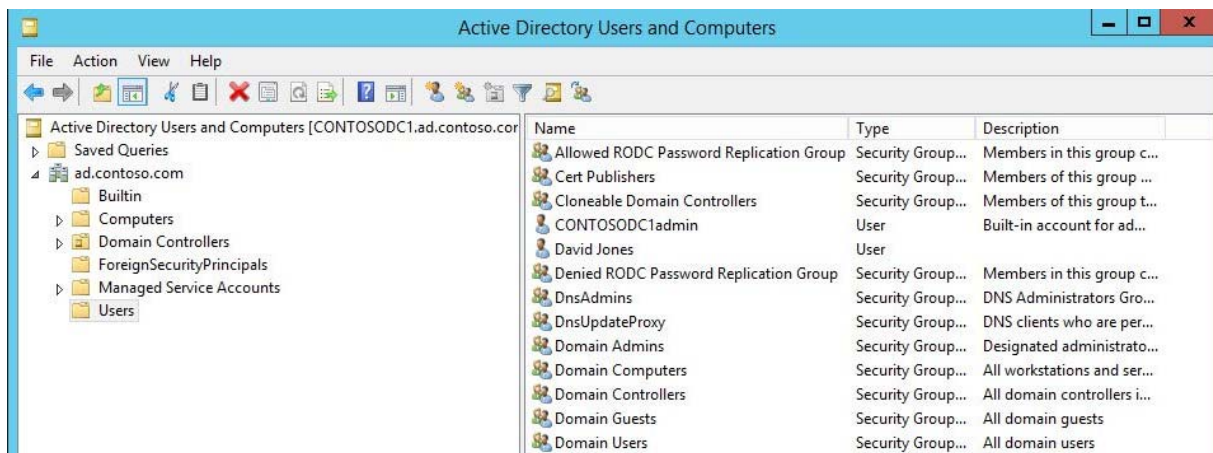 Active Directory Users and Computers
File Action View Help
Active Directory Users and Computers [CONTOSODC1.ad.contoso.cor
Saved Queries
ad.contoso.com
Builtin
Computers
Domain Controllers
ForeignSecurityPrincipals
Managed Service Accounts
Users
Name Type Description
Allowed RODC Password Replication Group Security Group... Members in this group c...
Cert Publishers Security Group... Members of this group ...
Cloneable Domain Controllers Security Group... Members of this group t...
CONTOSODC1admin User Built-in account for ad...
David Jones User
Denied RODC Password Replication Group Security Group... Members in this group c...
DnsAdmins Security Group... DNS Administrators Gro...
DnsUpdateProxy Security Group... DNS clients who are per...
Domain Admins Security Group... Designated administrato...
Domain Computers Security Group... All workstations and ser...
Domain Controllers Security Group... All domain controllers i...
Domain Guests Security Group... All domain guests
Domain Users Security Group... All domain users